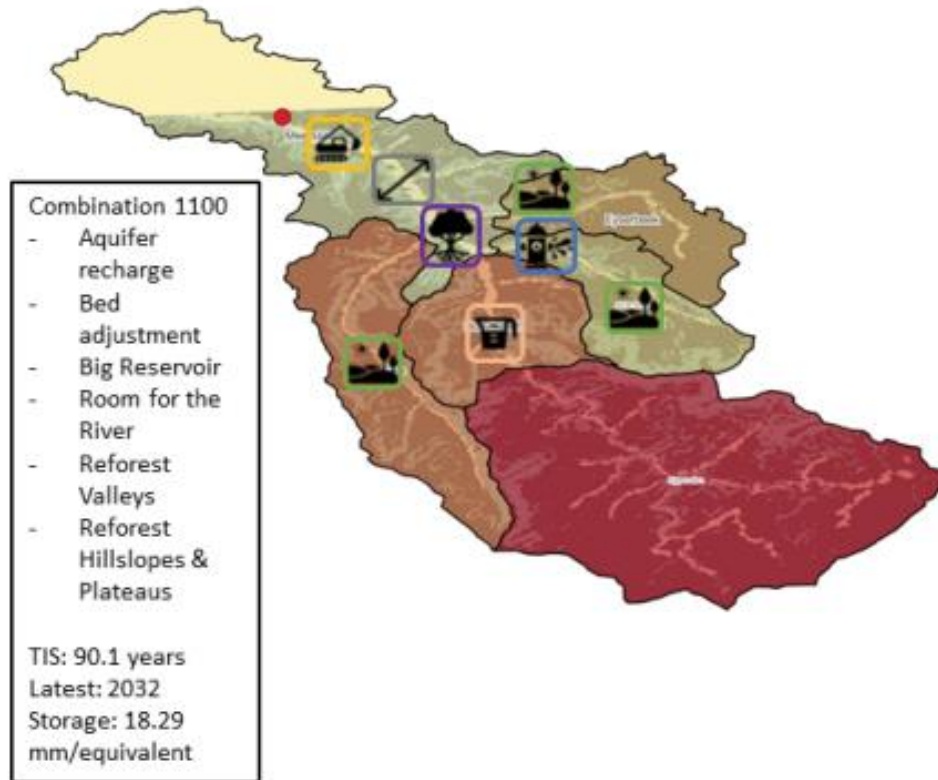 Combination 1100
- Aquifer
recharge
- Bed
adjustment
- Big Reservoir
- Room for the
River
- Reforest
Valleys
- Reforest
Hillslopes &
Plateaus
TIS: 90.1 years
Latest: 2032
Storage: 18.29
mm/equivalent